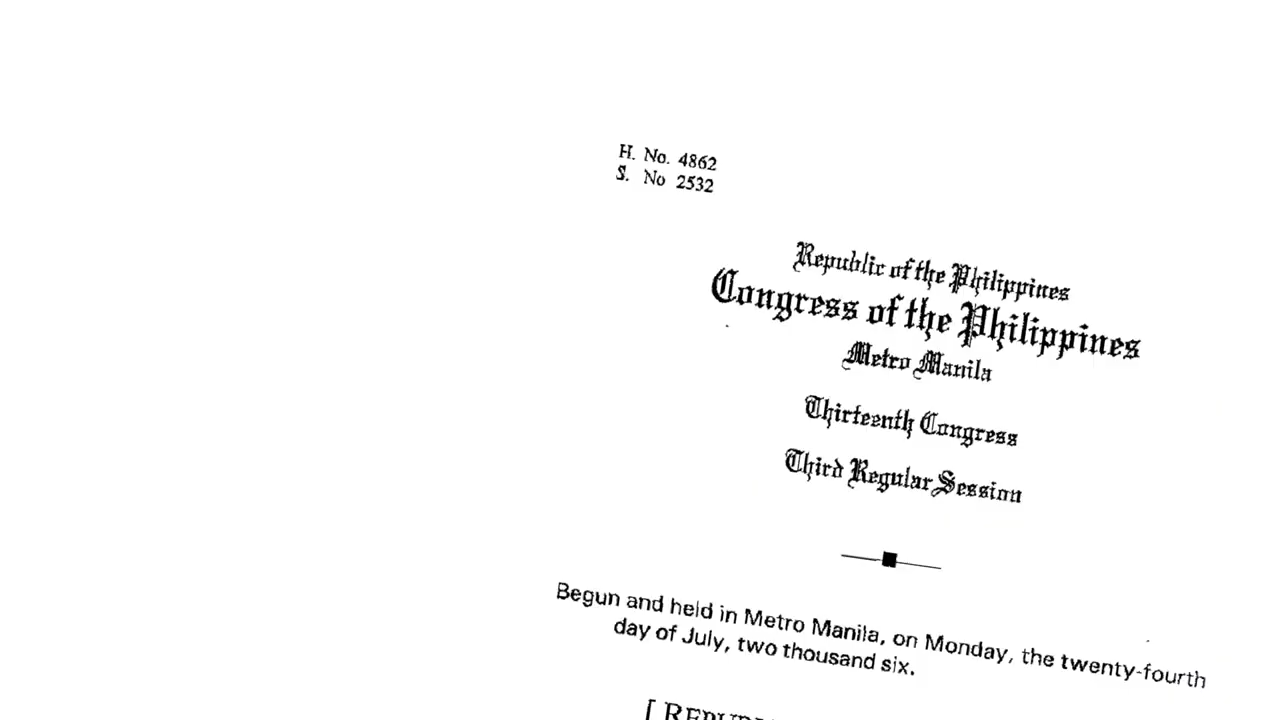 H. No. 4862
S. No 2532
Republic of the Philippines
Congress of the Philippines
Metro Manila
Thirteenth Congress
Third Regular Session
Begun and held in Metro Manila, on Monday, the twenty-fourth
day of July, two thousand six.